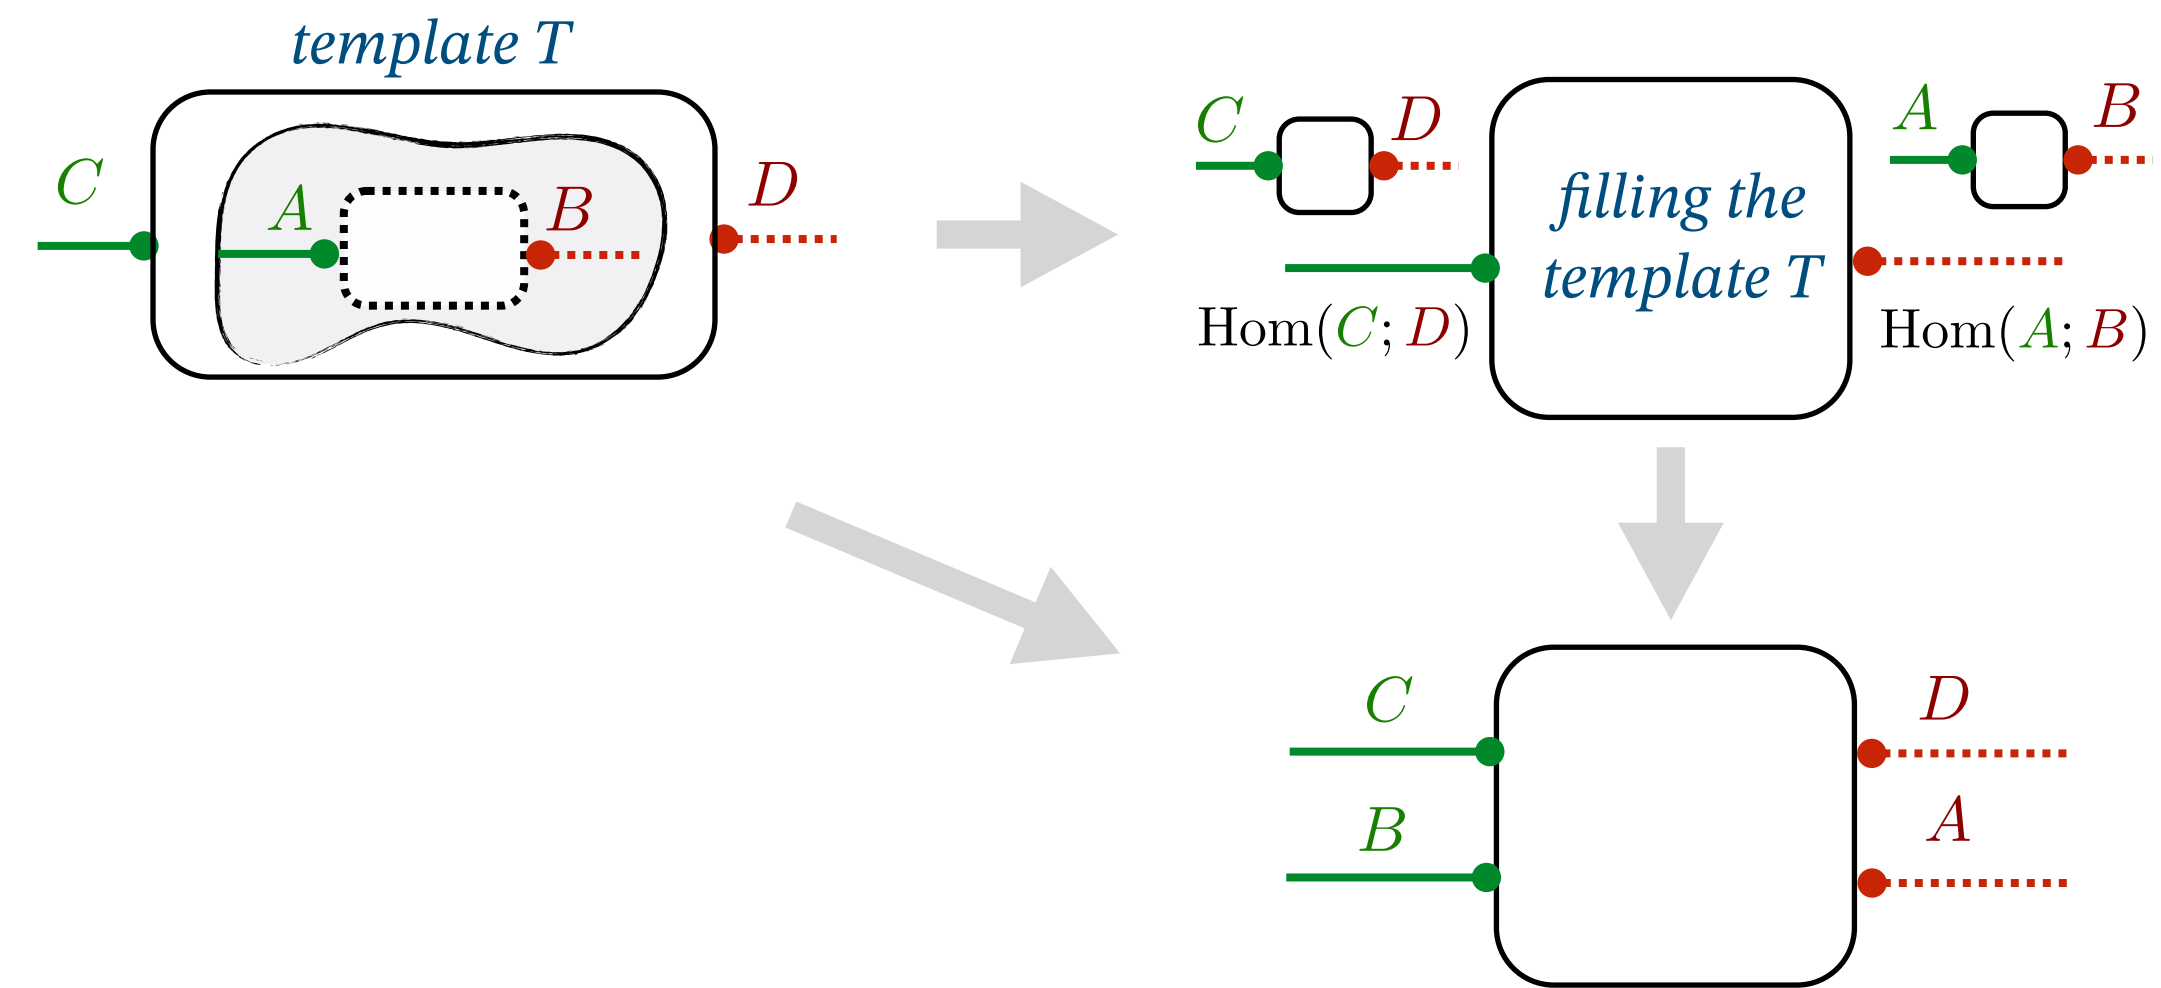 template T
C
A
B
D
C
D
A
B
filling the
template T
Hom(C; D)
Hom(A; B)
C
D
B
A